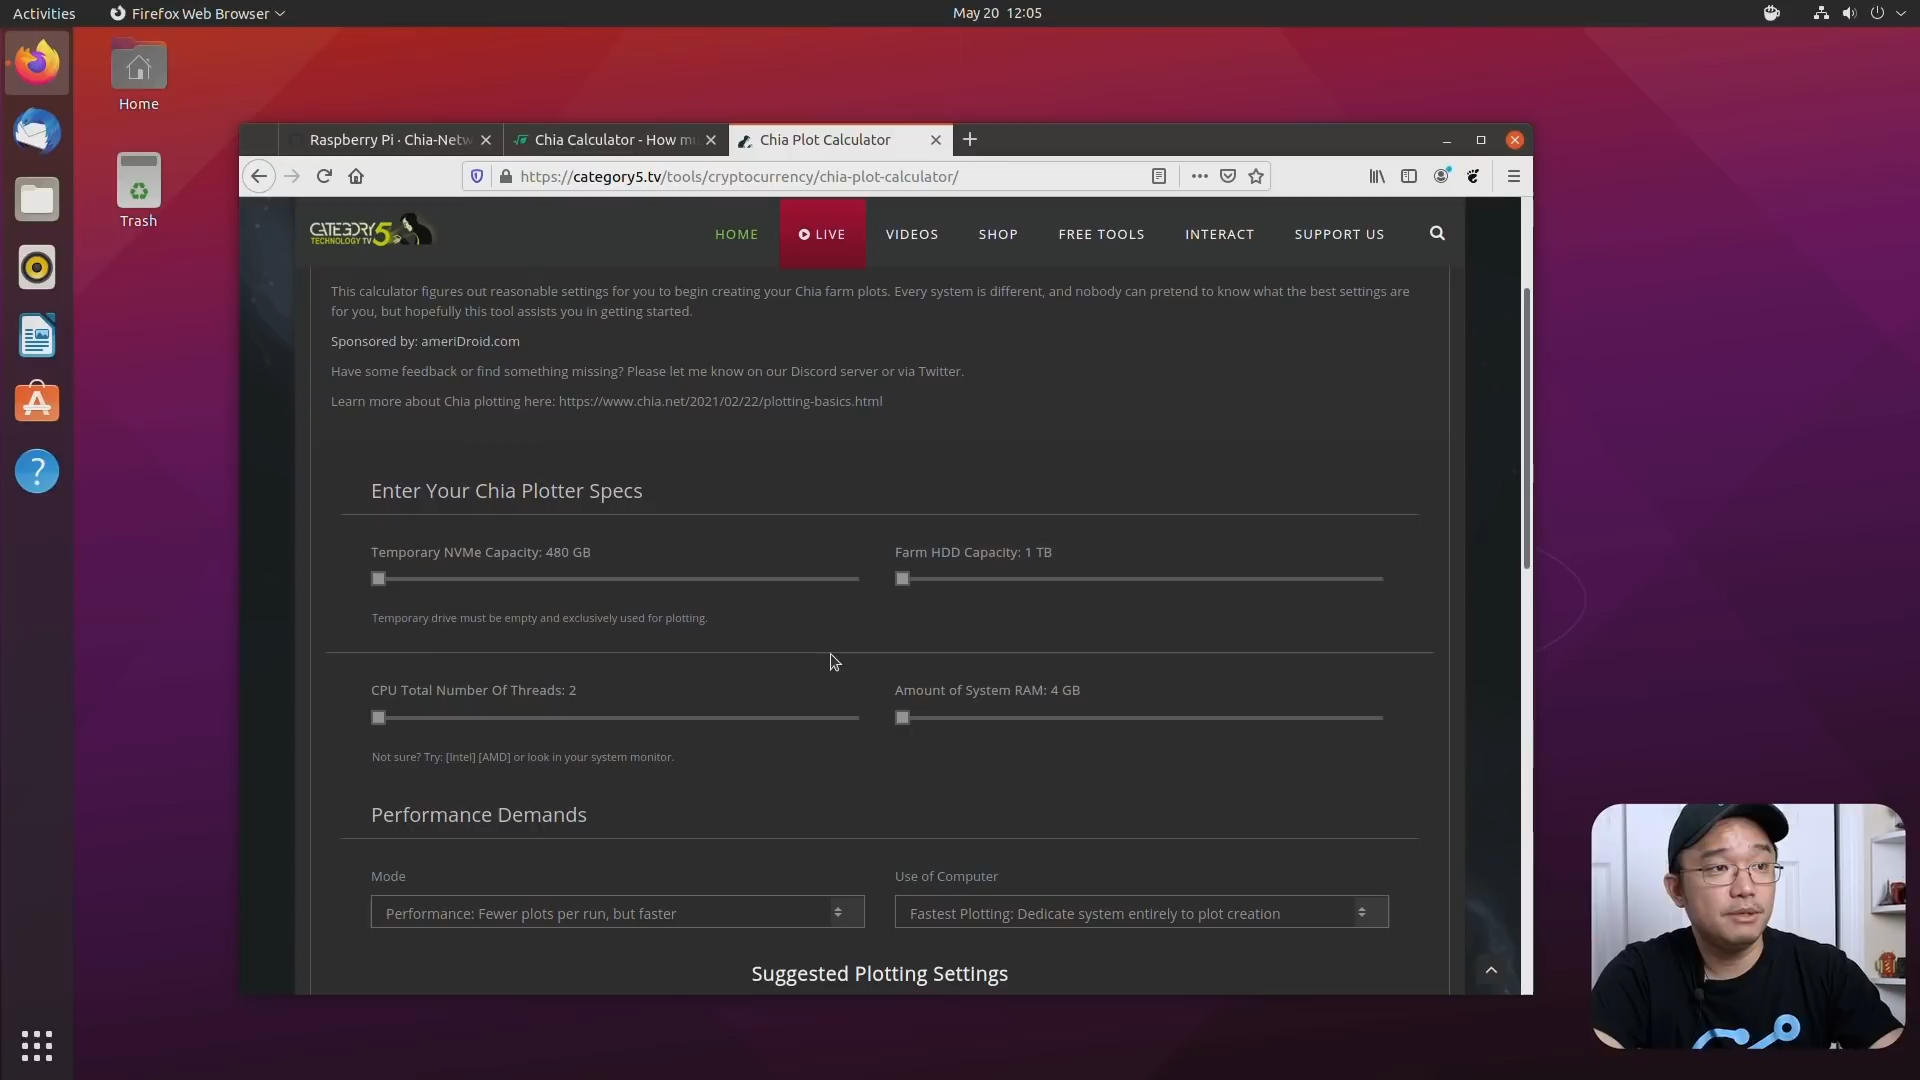 Activities
Firefox Web Browser
May 20 12:05
Home
Trash
Raspberry Pi · Chia-Netw
Chia Calculator - How mu
Chia Plot Calculator
https://category5.tv/tools/cryptocurrency/chia-plot-calculator/
CATEGORY5
TECHNOLOGY TV
HOME
LIVE
VIDEOS
SHOP
FREE TOOLS
INTERACT
SUPPORT US
This calculator figures out reasonable settings for you to begin creating your Chia farm plots. Every system is different, and nobody can pretend to know what the best settings are
for you, but hopefully this tool assists you in getting started.
Sponsored by: ameriDroid.com
Have some feedback or find something missing? Please let me know on our Discord server or via Twitter.
Learn more about Chia plotting here: https://www.chia.net/2021/02/22/plotting-basics.html
Enter Your Chia Plotter Specs
Temporary NVMe Capacity: 480 GB
Farm HDD Capacity: 1 TB
Temporary drive must be empty and exclusively used for plotting.
CPU Total Number Of Threads: 2
Amount of System RAM: 4 GB
Not sure? Try: [Intel] [AMD] or look in your system monitor.
Performance Demands
Mode
Use of Computer
Performance: Fewer plots per run, but faster
Fastest Plotting: Dedicate system entirely to plot creation
Suggested Plotting Settings